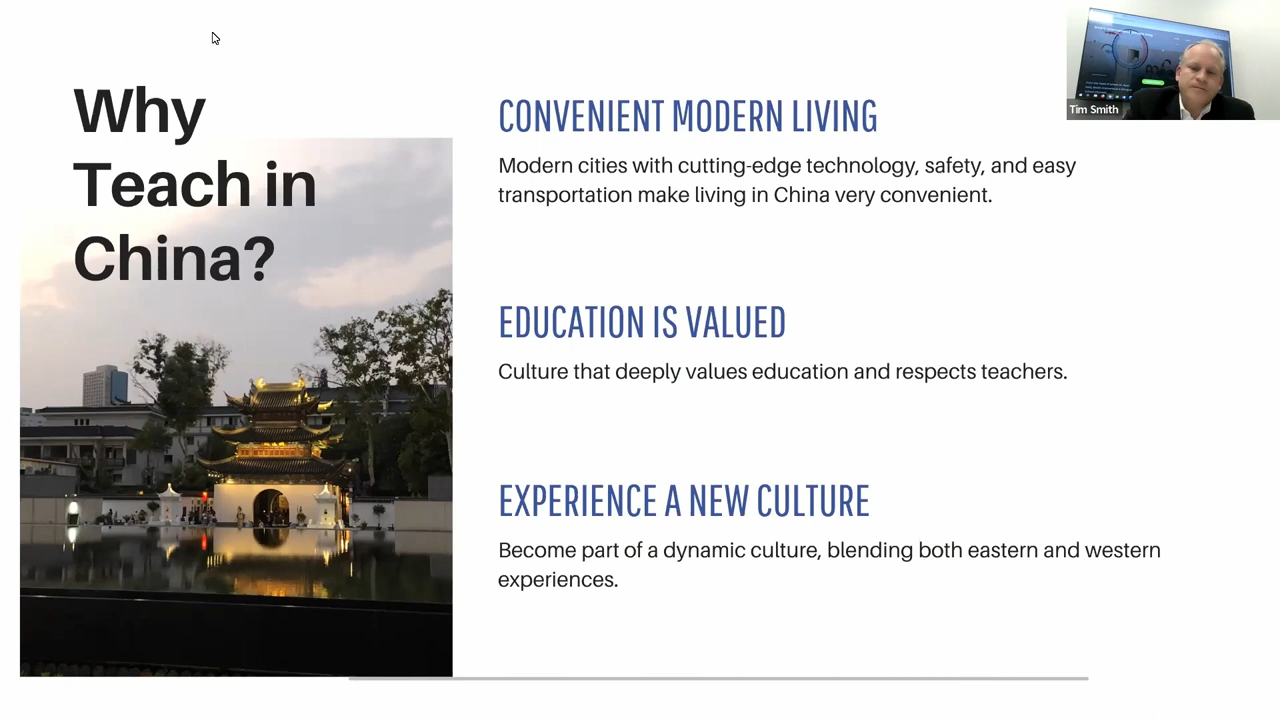 Why
Teach in
China?
CONVENIENT MODERN LIVING
Modern cities with cutting-edge technology, safety, and easy
transportation make living in China very convenient.
EDUCATION IS VALUED
Culture that deeply values education and respects teachers.
EXPERIENCE A NEW CULTURE
Become part of a dynamic culture, blending both eastern and western
experiences.
Tim Smith